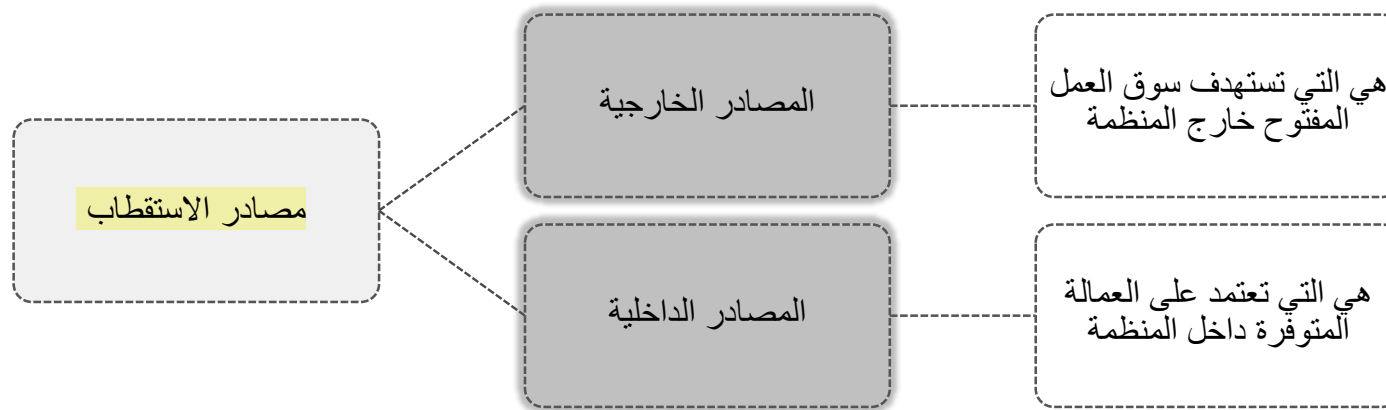 مصادر الاستقطاب
المصادر الخارجية
هي التي تستهدف سوق العمل
المفتوح خارج المنظمة
المصادر الداخلية
هي التي تعتمد على العمالة
المتوفرة داخل المنظمة